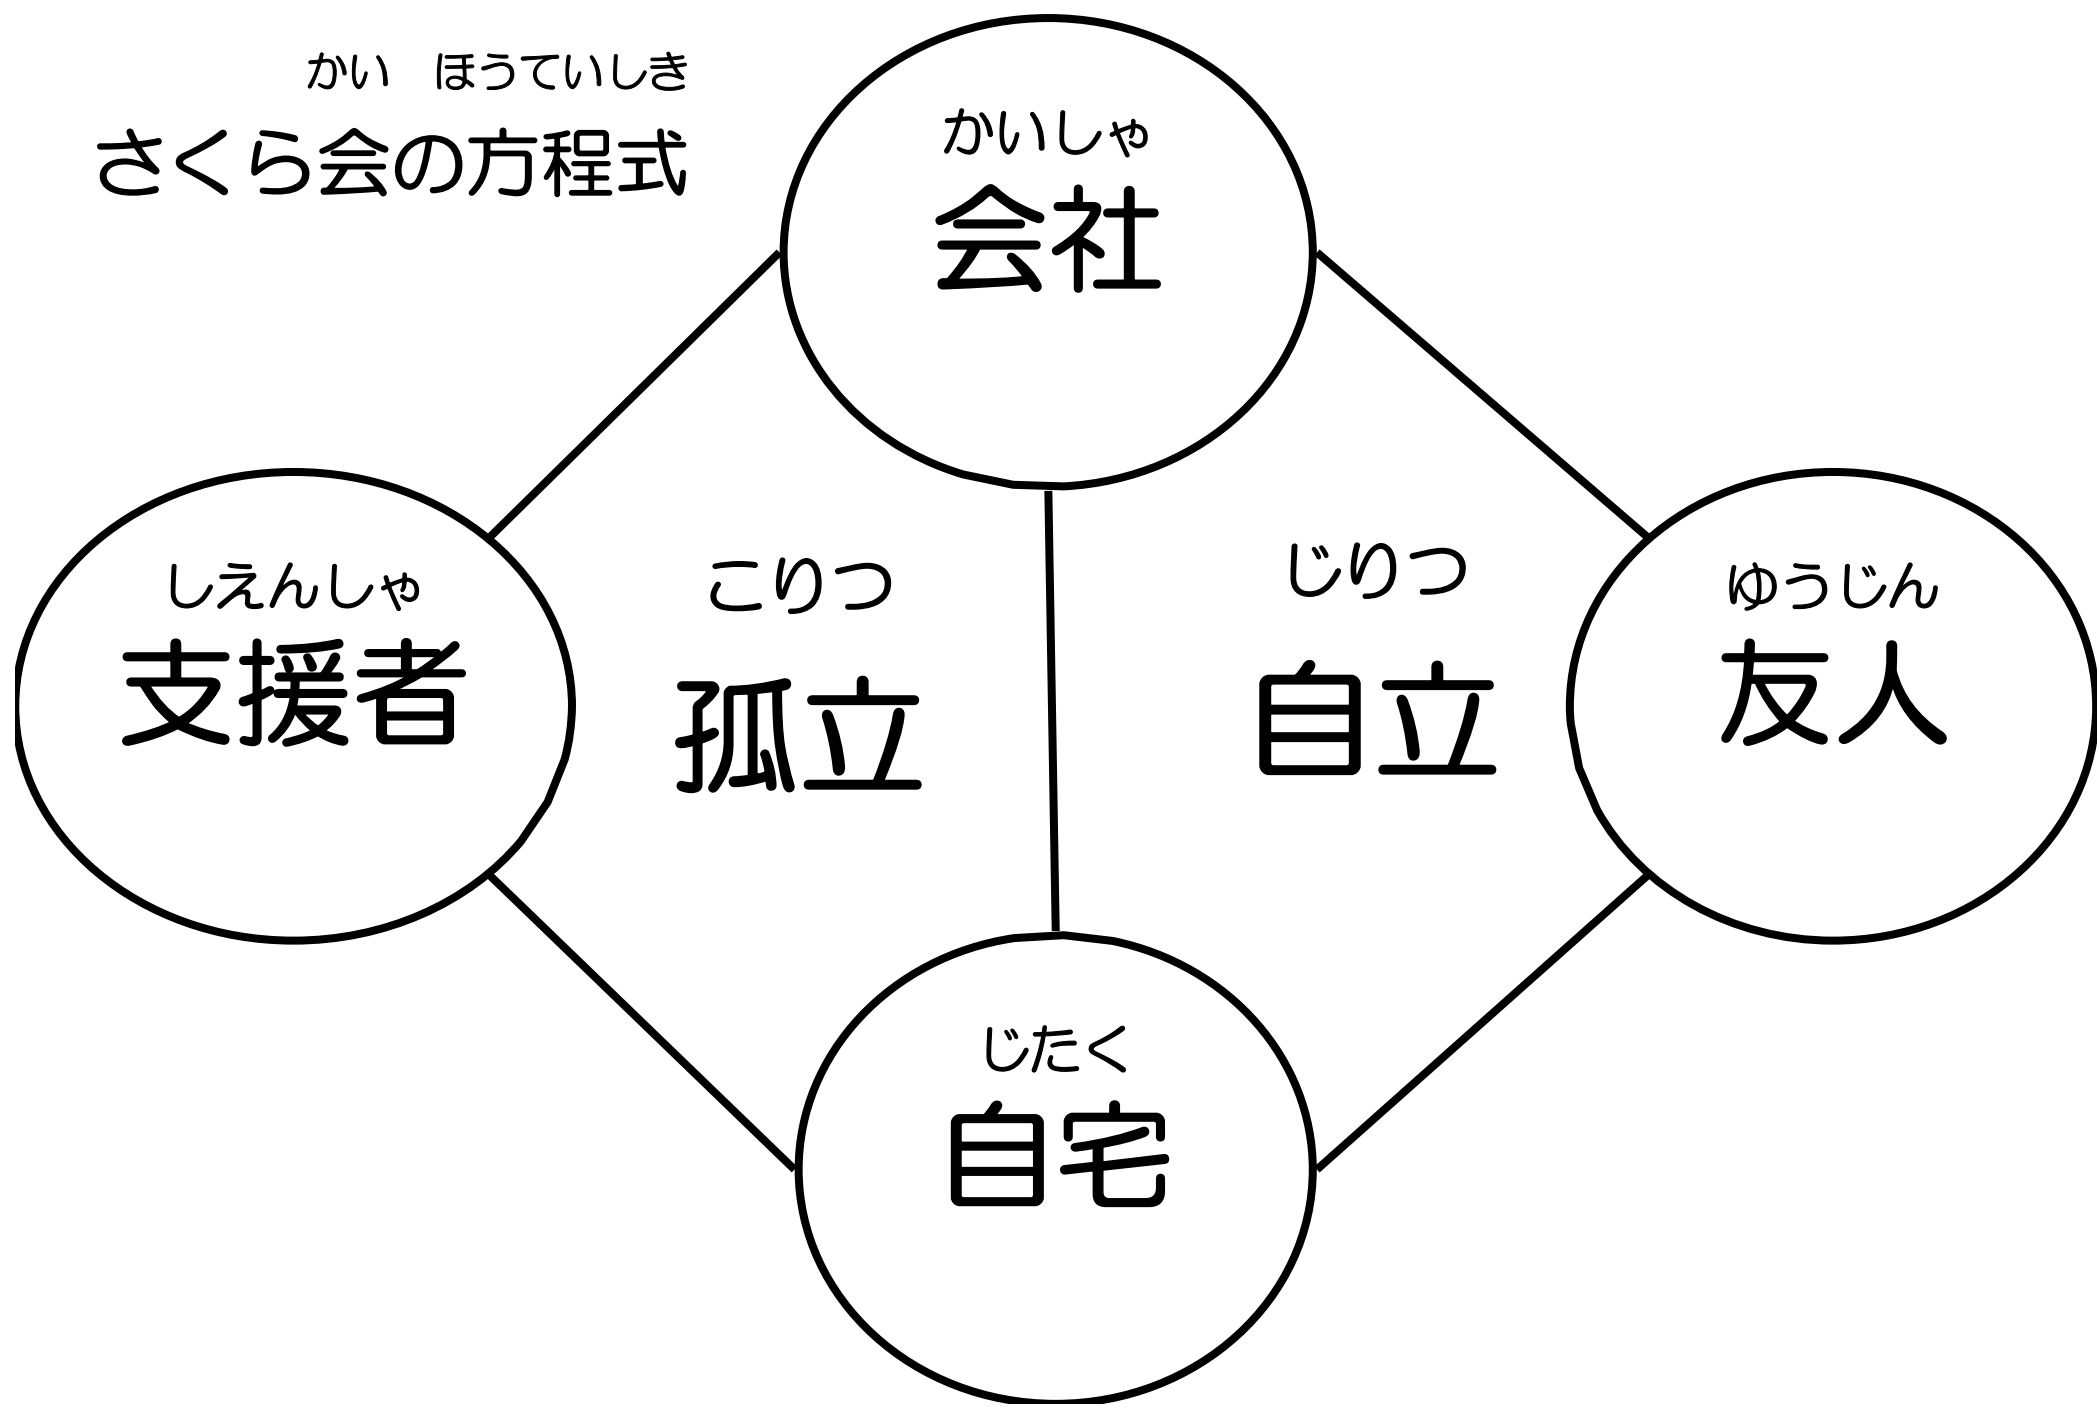 かい　ほうていしき
さくら会の方程式
かいしゃ
会社
しえんしゃ
支援者
こりつ
孤立
じりつ
自立
ゆうじん
友人
じたく
自宅